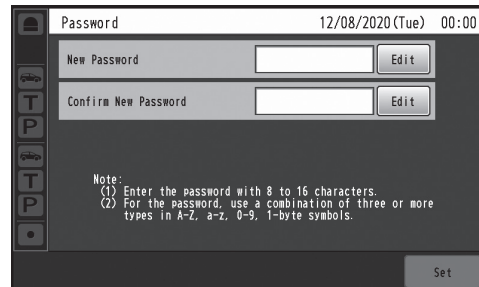 Password 12/08/2020(Tue) 00:00
New Password Edit
Confirm New Password Edit
T
P
Note:
(1) Enter the password with 8 to 16 characters.
(2) For the password, use a combination of three or more
types in A-Z, a-z, 0-9, 1-byte symbols.
T
P
Set